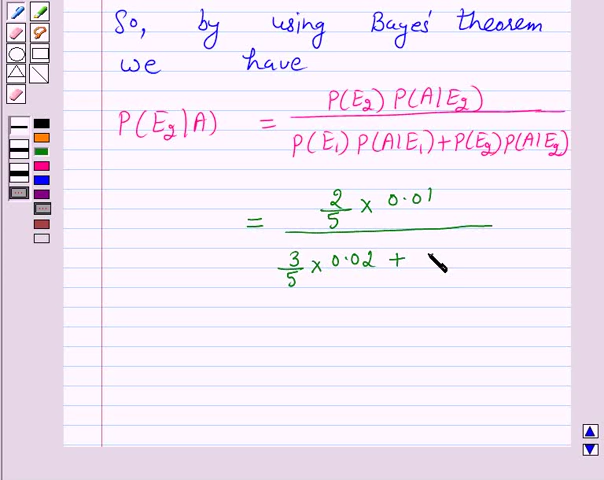 So, by using Bayes' theorem
we have
P(E₂|A) = P(E₂) P(A|E₂) / P(E₁) P(A|E₁)+P(E₂)P(A|E₂)
= 2/5 × 0.01 / 3/5 × 0.02 +